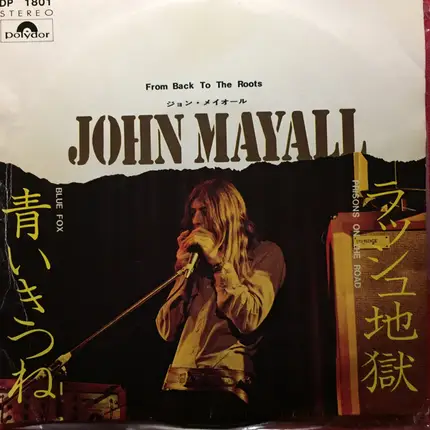 DP 1801
STEREO
Polydor
From Back To The Roots
ジョン・メイオール
JOHN MAYALL
BLUE FOX
青いきつね
PRISONS ON THE ROAD
ラッシュ地獄